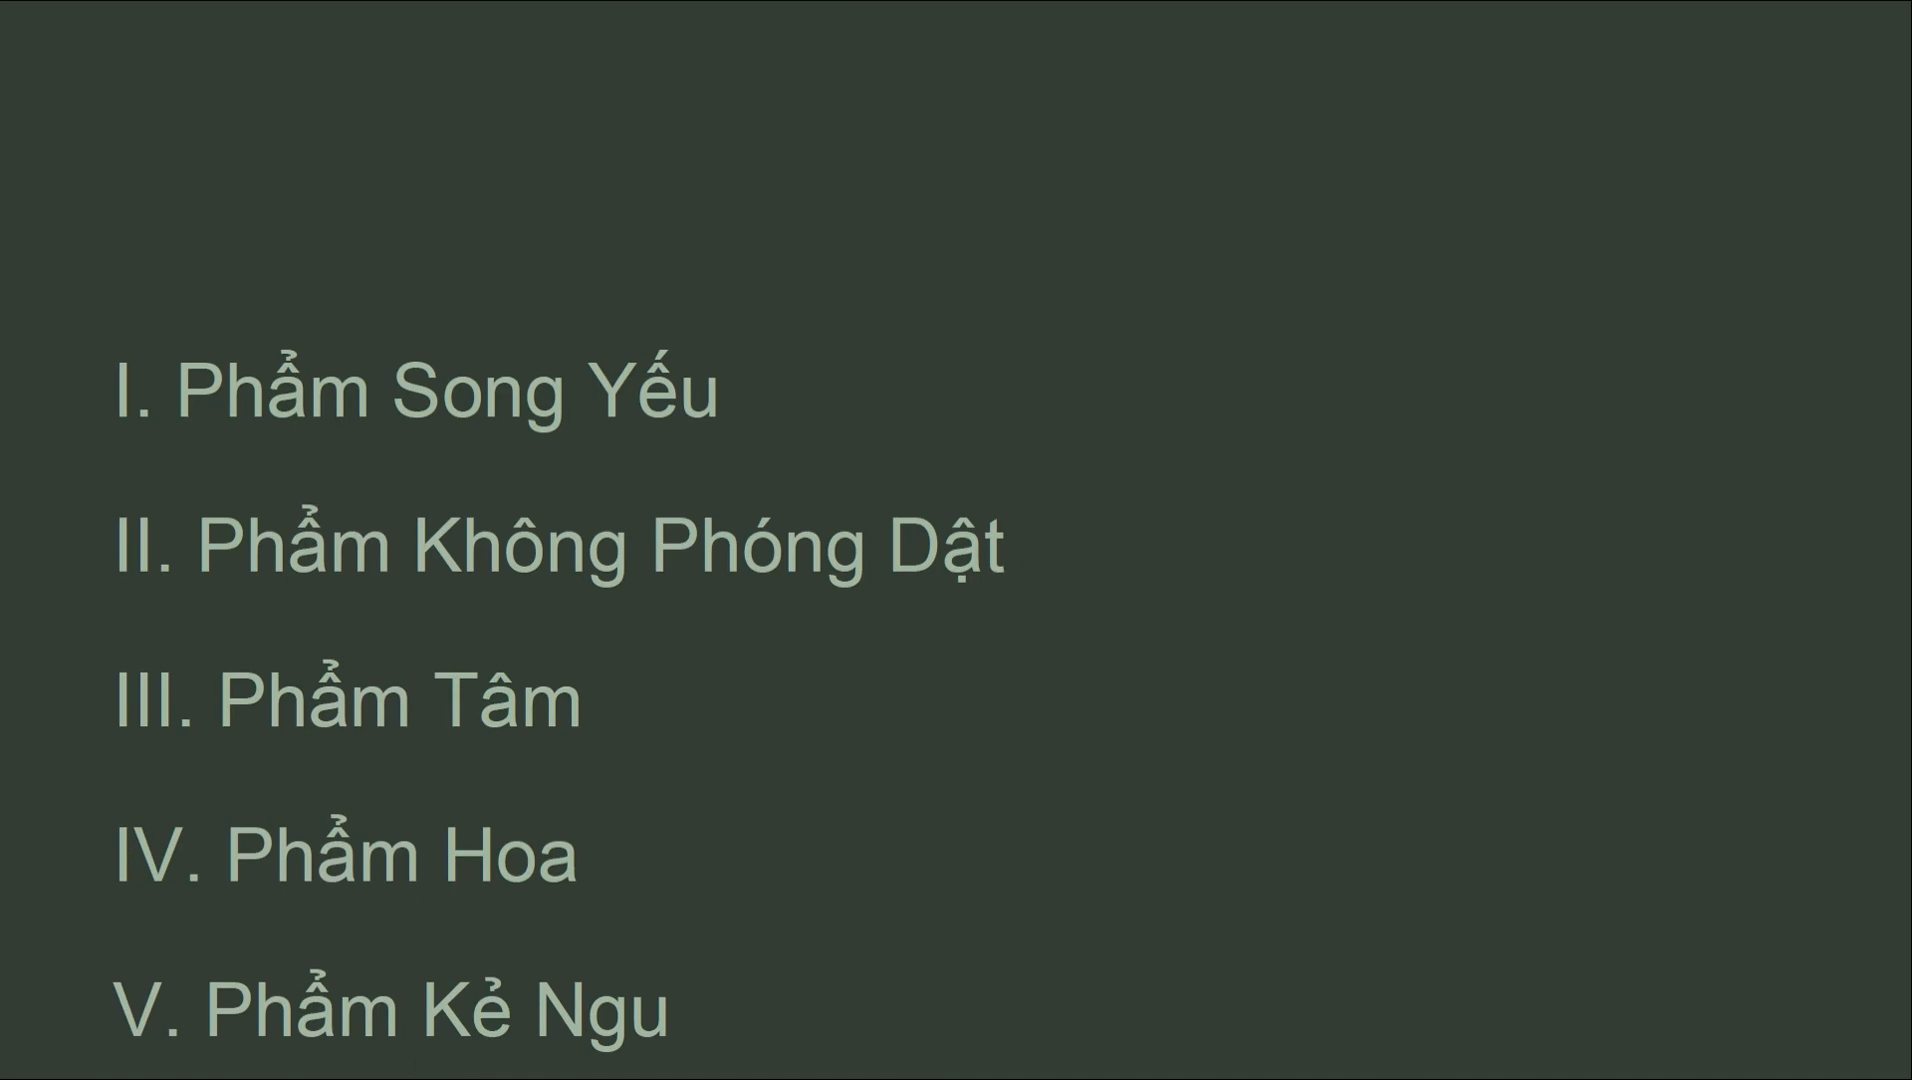 I. Phẩm Song Yếu
II. Phẩm Không Phóng Dật
III. Phẩm Tâm
IV. Phẩm Hoa
V. Phẩm Kẻ Ngu